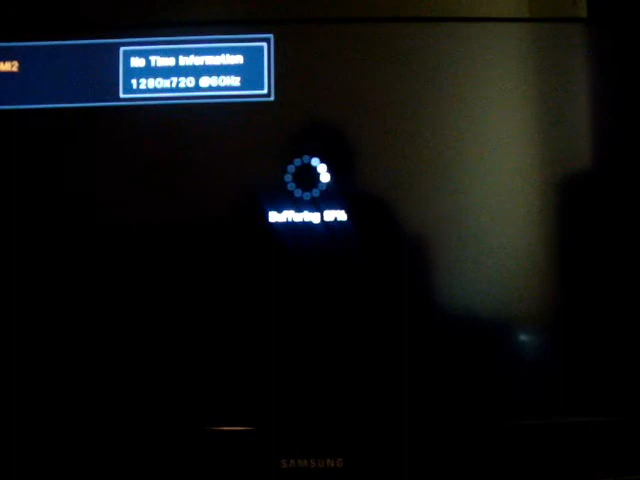 MI2
No Time Information
1280x720 @60Hz
Buffering
SAMSUNG